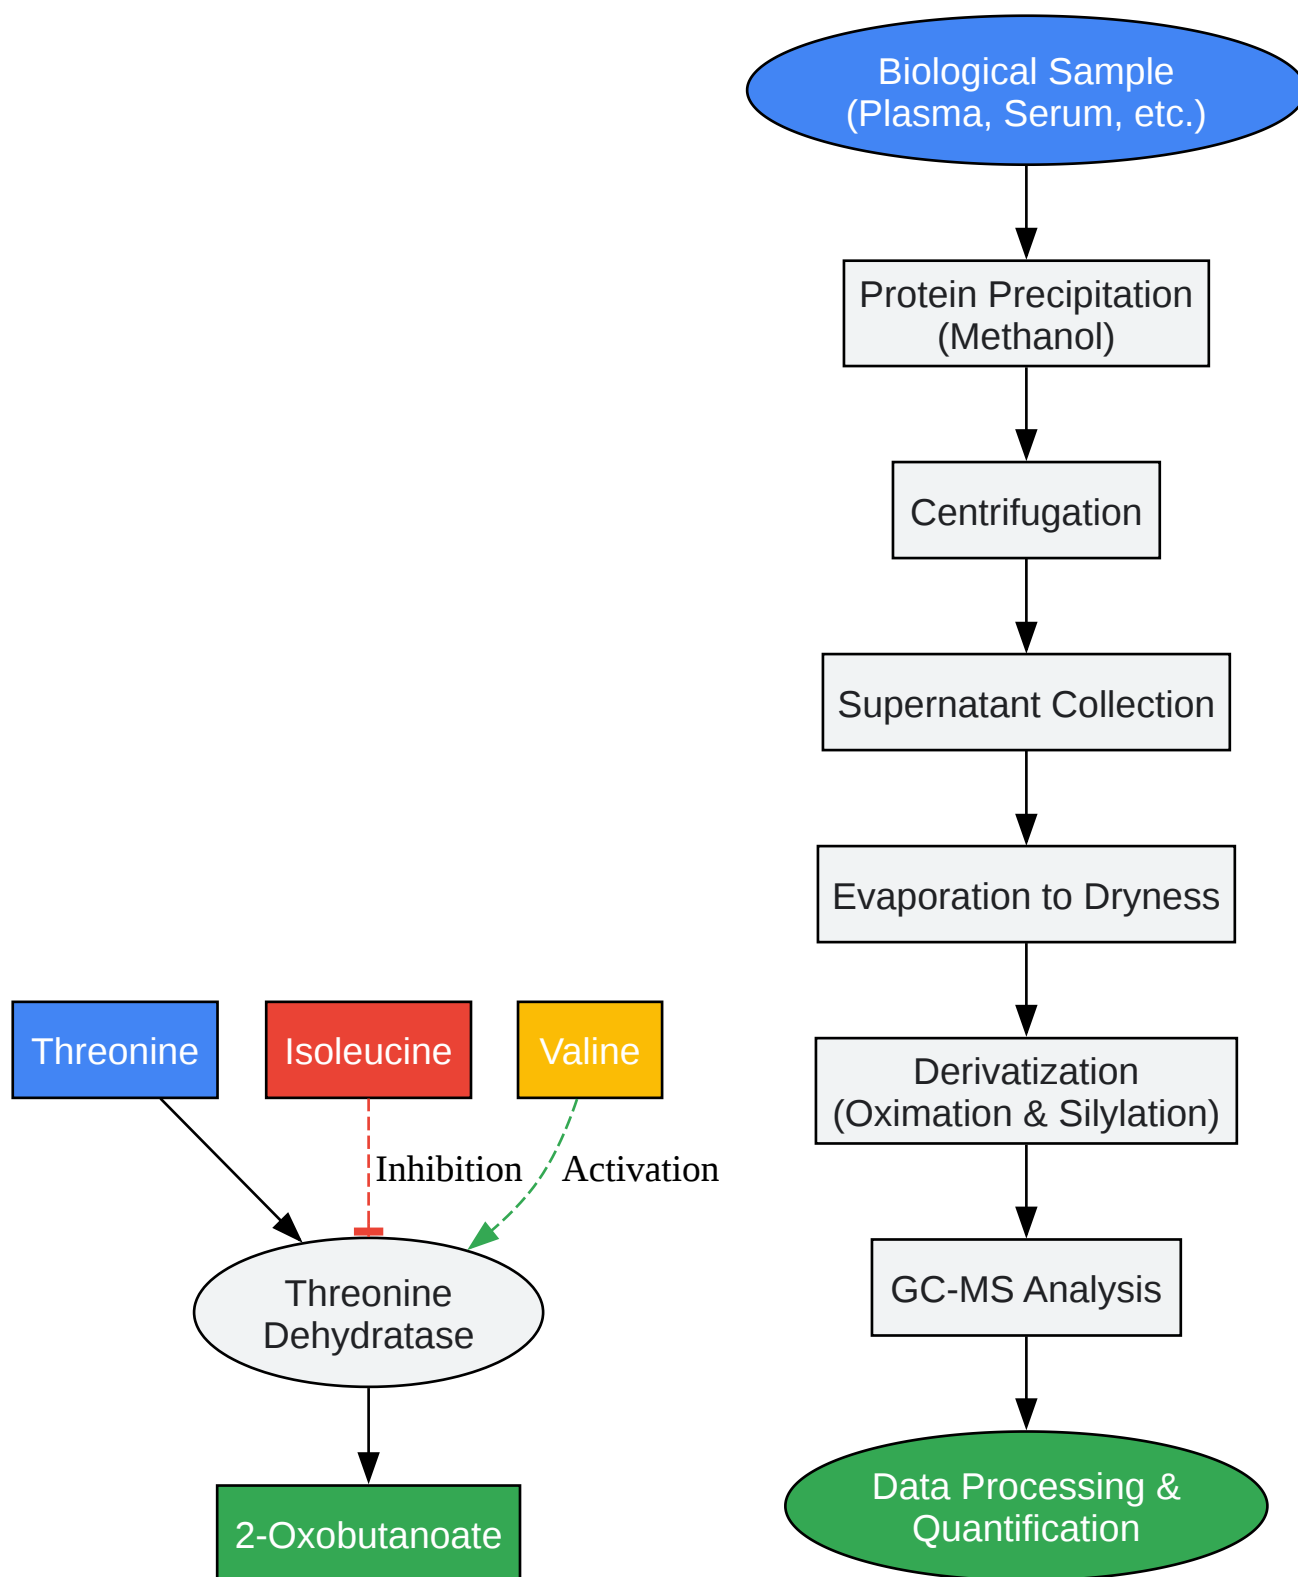 Biological Sample
(Plasma, Serum, etc.)
Protein Precipitation
(Methanol)
Centrifugation
Supernatant Collection
Evaporation to Dryness
Derivatization
(Oximation & Silylation)
GC-MS Analysis
Data Processing &
Quantification
Threonine
Isoleucine
Valine
Inhibition
Activation
Threonine
Dehydratase
2-Oxobutanoate